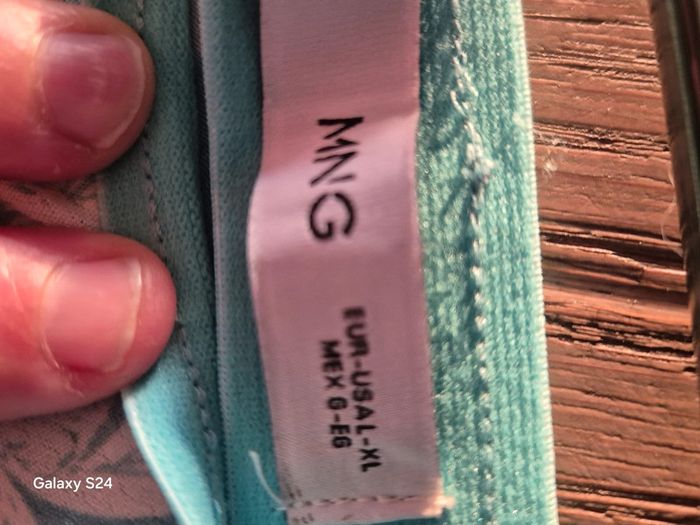 MNG
EUR-USA L-XL
MEX G-EG
Galaxy S24